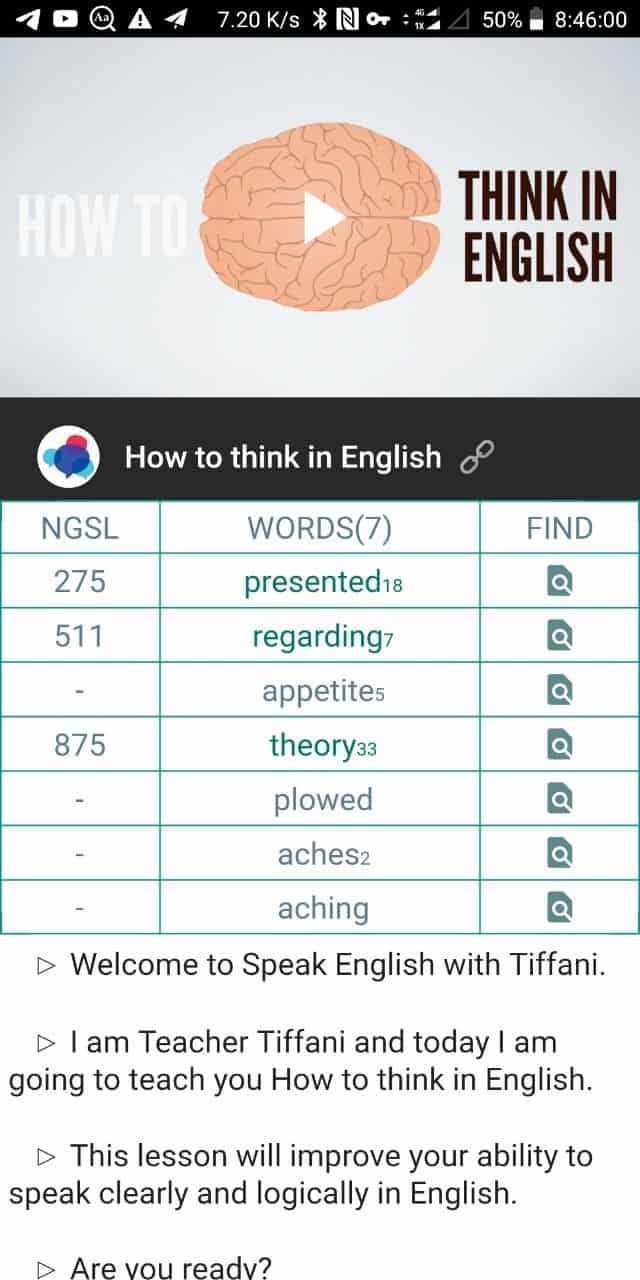 7.20 K/s 4G 1X 50% 8:46:00
Aa
HOW TO
THINK IN
ENGLISH
How to think in English
NGSL WORDS(7) FIND
275 presented18
511 regarding7
- appetite5
875 theory33
- plowed
- aches2
- aching
▷ Welcome to Speak English with Tiffani.
▷ I am Teacher Tiffani and today I am
going to teach you How to think in English.
▷ This lesson will improve your ability to
speak clearly and logically in English.
▷ Are you ready?